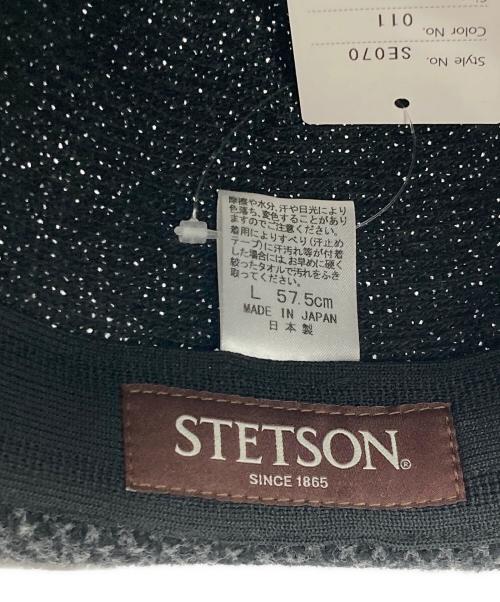 Style No.
SE070
Color No.
011
摩擦や水分、汗や日光により
色落ち、変色することがあり
ますのでご注意ください。
着用によりすべり(汗止め
テープ)に汗汚れ等が付着
した場合には、お早めに硬く
絞ったタオルで汚れをふき
取ってください。
L 57.5cm
MADE IN JAPAN
日本製
STETSON®
SINCE 1865